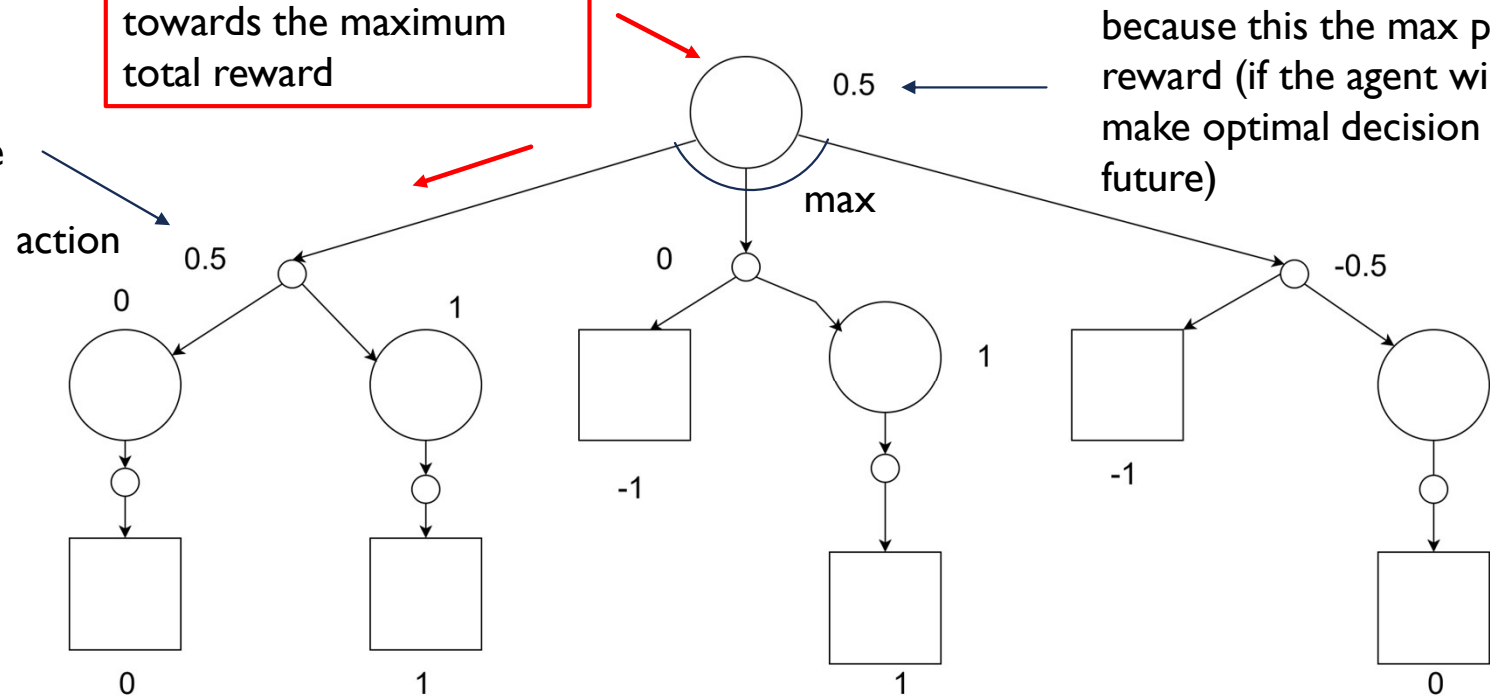 towards the maximum
total reward
because this the max p
reward (if the agent wi
make optimal decision
future)
0.5
e
action
max
0.5
0
-0.5
0
1
1
-1
-1
0
1
1
0